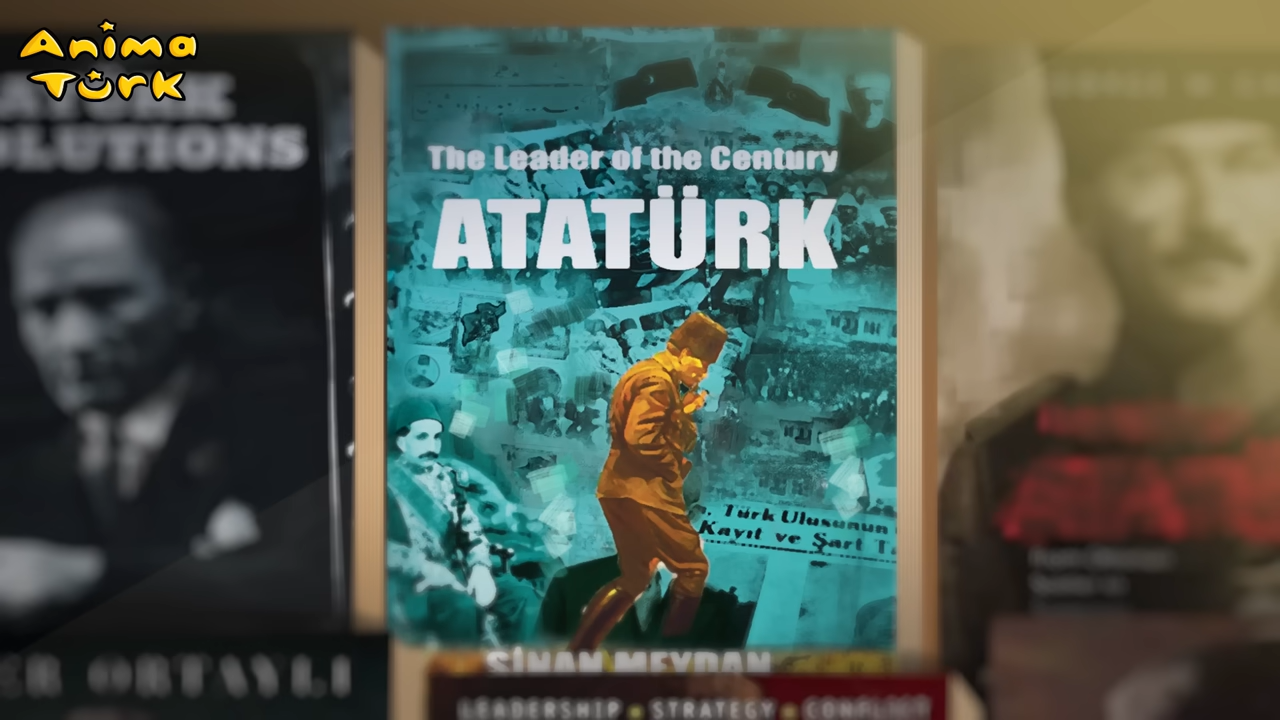 Anima
Türk
OLUTIONS
The Leader of the Century
ATATÜRK
. Türk Ulusunun
Kayıt ve Şart T
SİNAN MEYDAN
ER ORTAYLI
LEADERSHIP • STRATEGY • CONFLICT